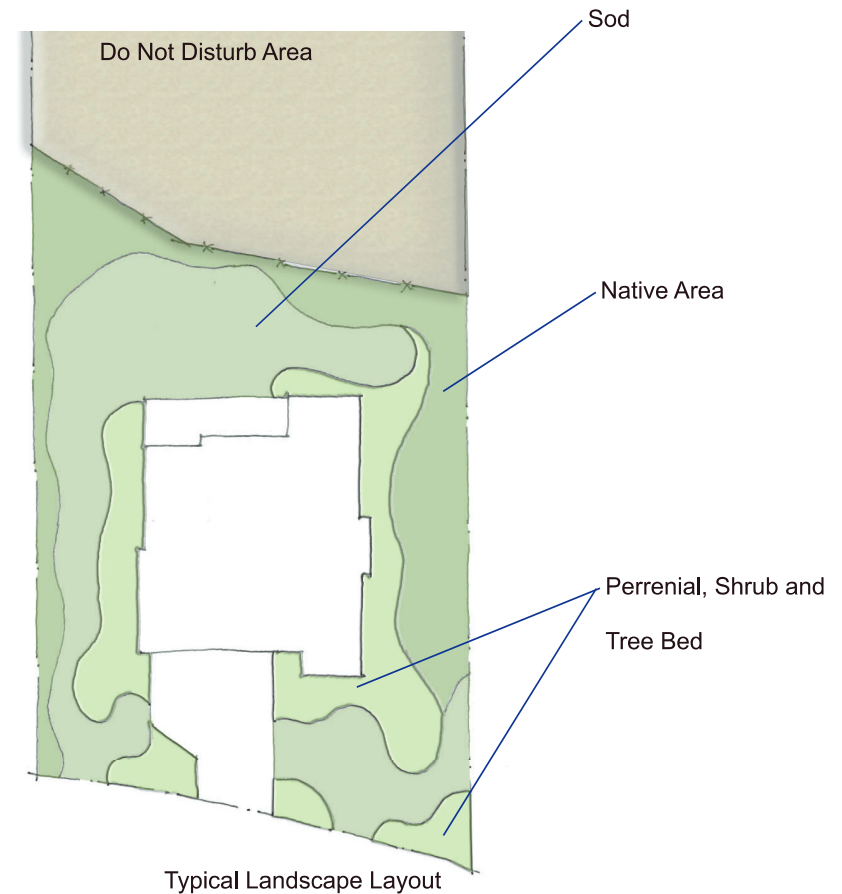 Sod
Do Not Disturb Area
Native Area
Perrenial, Shrub and
Tree Bed
Typical Landscape Layout